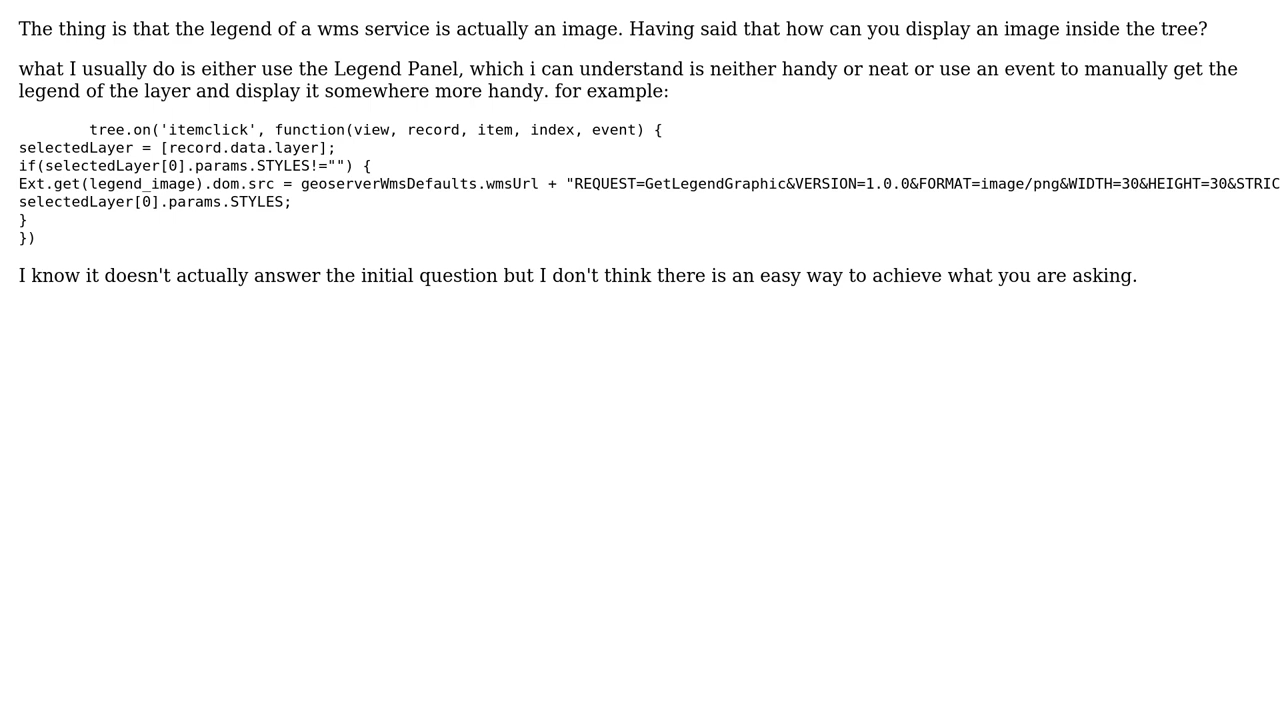 The thing is that the legend of a wms service is actually an image. Having said that how can you display an image inside the tree?
what I usually do is either use the Legend Panel, which i can understand is neither handy or neat or use an event to manually get the
legend of the layer and display it somewhere more handy. for example:
tree.on('itemclick', function(view, record, item, index, event) {
selectedLayer = [record.data.layer];
if(selectedLayer[0].params.STYLES!="") {
Ext.get(legend_image).dom.src = geoserverWmsDefaults.wmsUrl + "REQUEST=GetLegendGraphic&VERSION=1.0.0&FORMAT=image/png&WIDTH=30&HEIGHT=30&STRIC
selectedLayer[0].params.STYLES;
}
})
I know it doesn't actually answer the initial question but I don't think there is an easy way to achieve what you are asking.